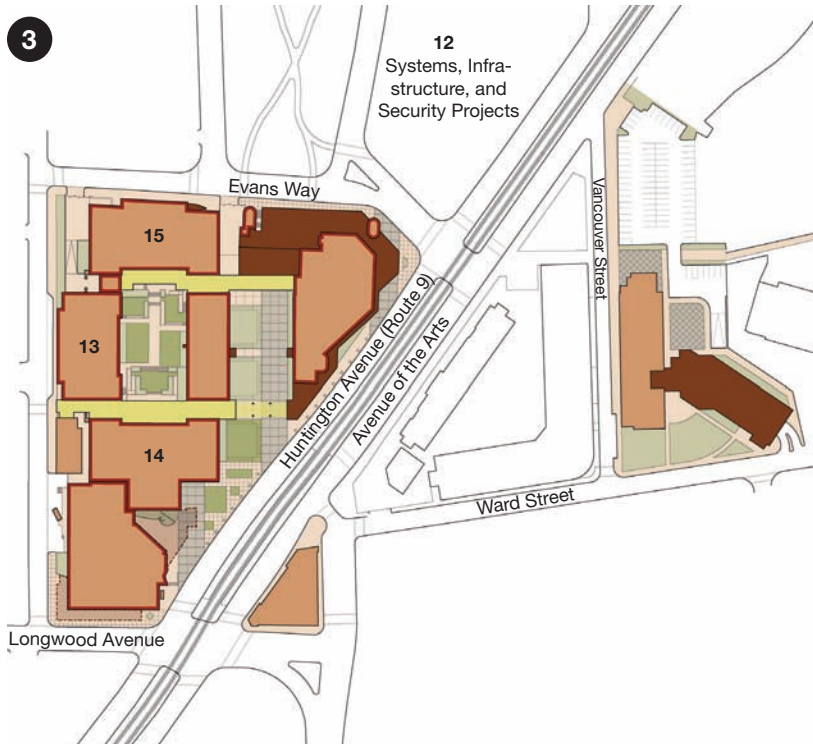 3
12
Systems, Infra-
structure, and
Security Projects
Evans Way
15
Vancouver Street
13
Huntington Avenue (Route 9)
Avenue of the Arts
14
Ward Street
Longwood Avenue